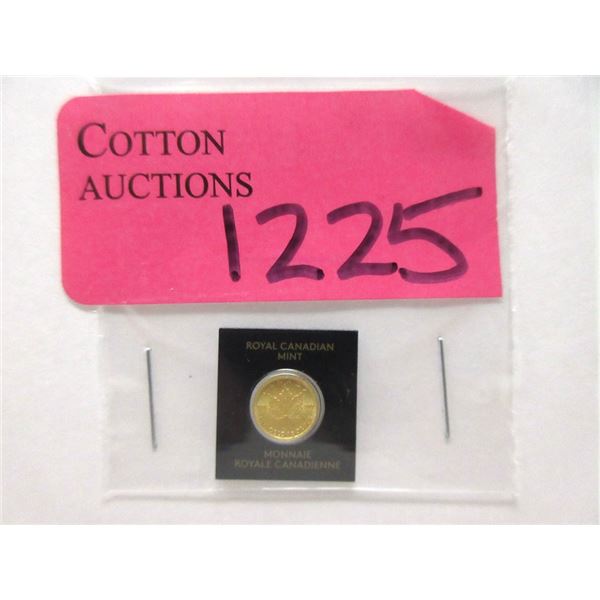 COTTON
AUCTIONS
1225
ROYAL CANADIAN
MINT
MONNAIE
ROYALE CANADIENNE